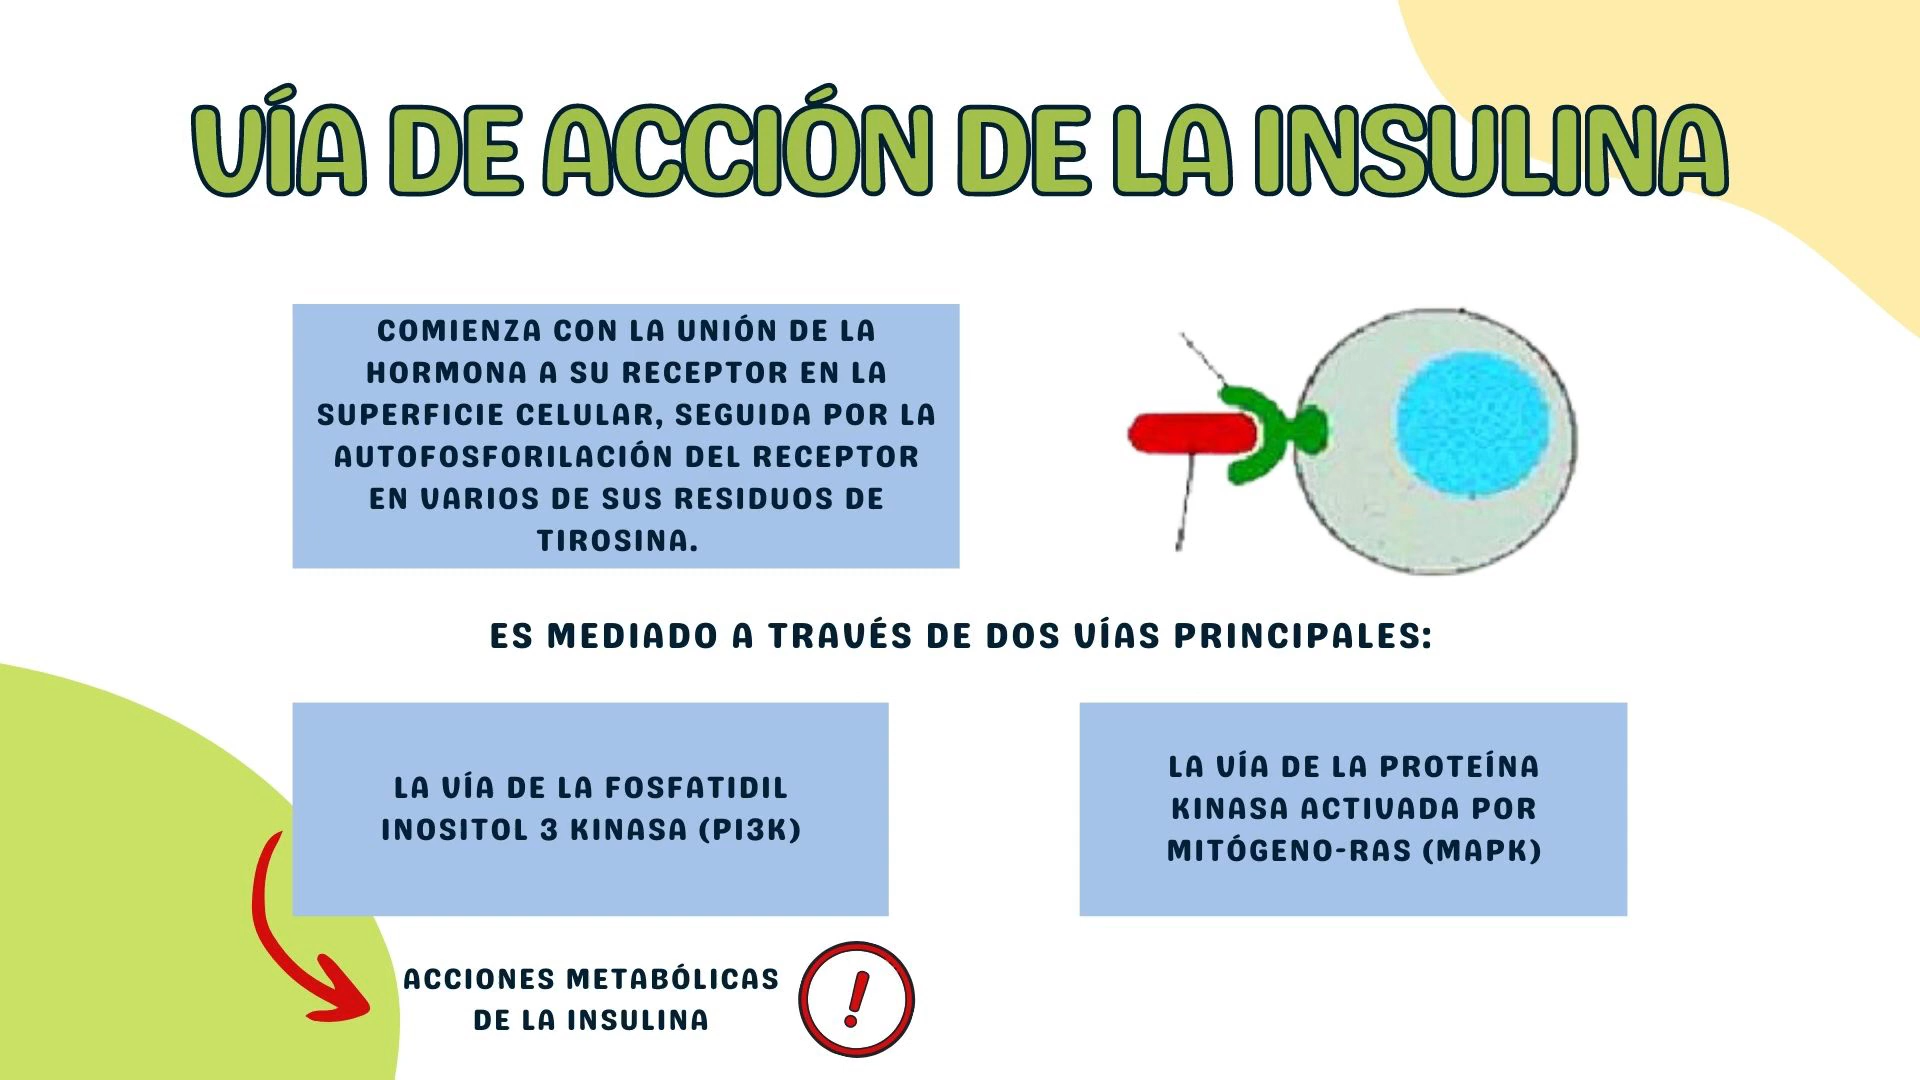 VÍA DE ACCIÓN DE LA INSULINA
COMIENZA CON LA UNIÓN DE LA
HORMONA A SU RECEPTOR EN LA
SUPERFICIE CELULAR, SEGUIDA POR LA
AUTOFOSFORILACIÓN DEL RECEPTOR
EN VARIOS DE SUS RESIDUOS DE
TIROSINA.
ES MEDIADO A TRAVÉS DE DOS VÍAS PRINCIPALES:
LA VÍA DE LA FOSFATIDIL
INOSITOL 3 KINASA (PI3K)
LA VÍA DE LA PROTEÍNA
KINASA ACTIVADA POR
MITÓGENO-RAS (MAPK)
ACCIONES METABÓLICAS
DE LA INSULINA
!